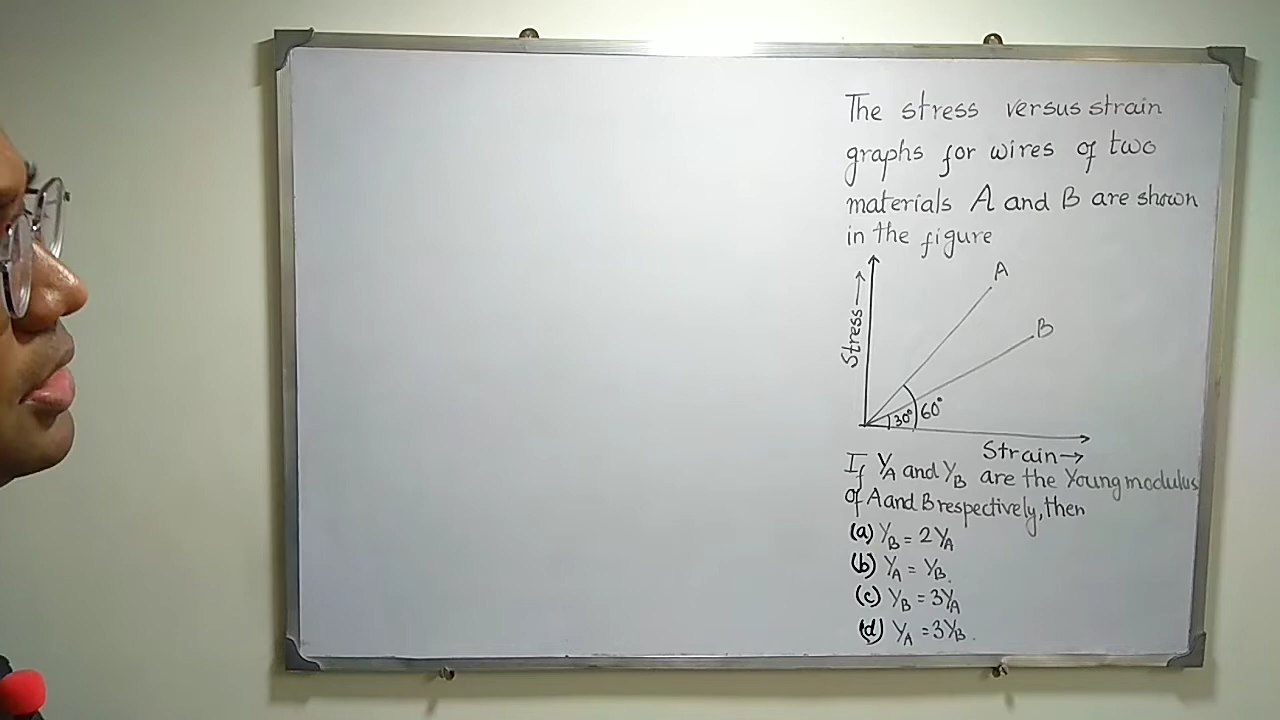 The stress versus strain
graphs for wires of two
materials A and B are shown
in the figure
Stress→
A
B
30°
60°
Strain→
If Y_A and Y_B are the Young modulus
of A and B respectively, then
(a) Y_B = 2Y_A
(b) Y_A = Y_B.
(c) Y_B = 3Y_A
(d) Y_A = 3Y_B.